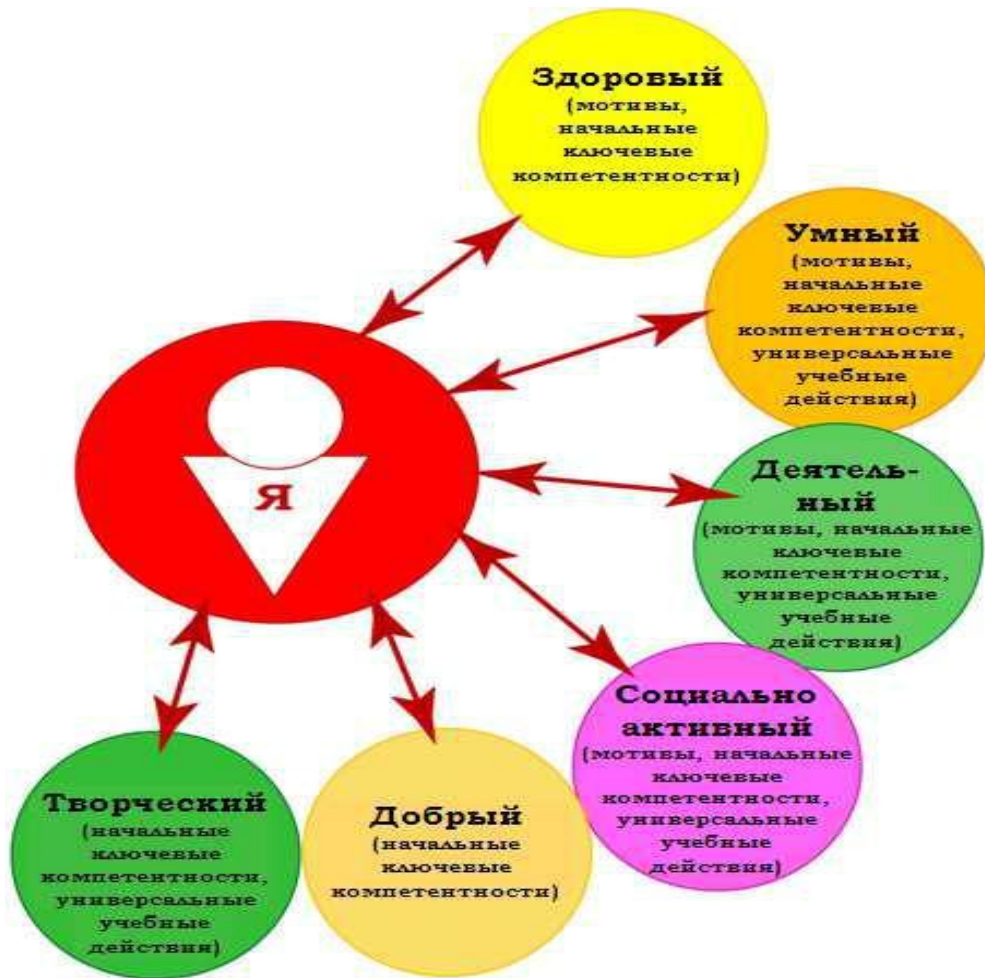 Здоровый
(мотивы,
начальные
ключевые
компетентности)
Умный
(мотивы,
начальные
ключевые
компетентности,
универсальные
учебные
действия)
Я
Деятель-
ный
(мотивы, начальные
ключевые
компетентности,
универсальные
учебные
действия)
Социально
активный
(мотивы, начальные
ключевые
компетентности,
универсальные
учебные
действия)
Добрый
(начальные
ключевые
компетентности)
Творческий
(начальные
ключевые
компетентности,
универсальные
учебные
действия)